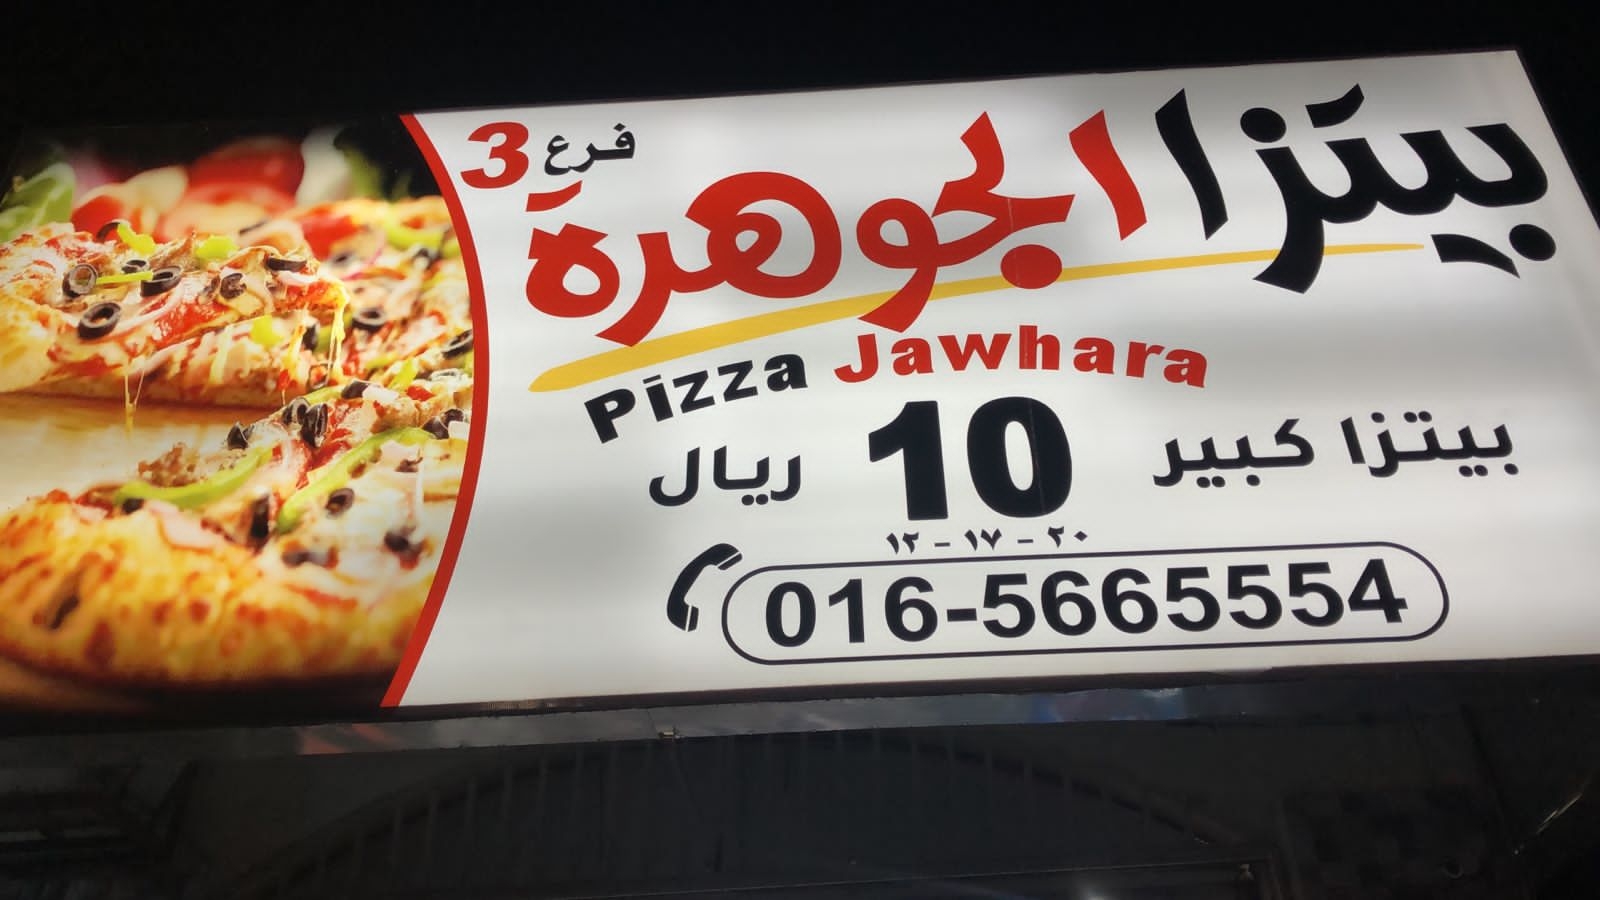 بيتزا الجوهرة
فرع 3
Pizza Jawhara
بيتزا كبير 10 ريال
١٢ - ١٧ - ٢٠
016-5665554